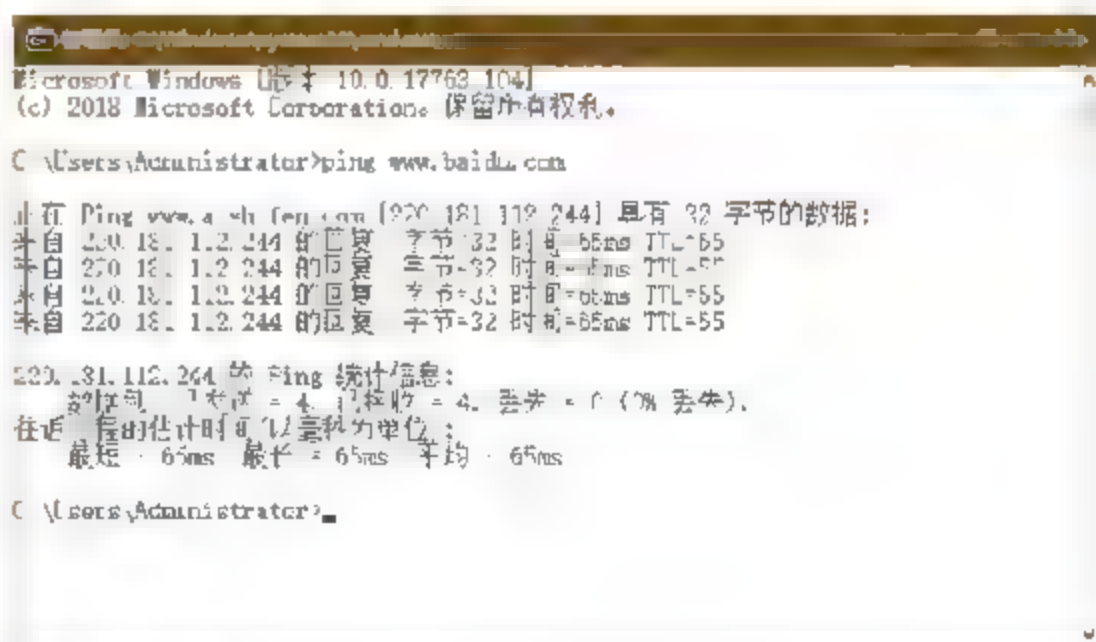 Microsoft Windows [版本 10.0.17763.104]
(c) 2018 Microsoft Corporation。保留所有权利。
C:\Users\Administrator>ping www.baidu.com
正在 Ping www.a.shifen.com [220.181.112.244] 具有 32 字节的数据:
来自 220.181.112.244 的回复: 字节=32 时间=65ms TTL=55
来自 220.181.112.244 的回复: 字节=32 TTL=55
来自 220.181.112.244 的回复: 字节=32 TTL=55
来自 220.181.112.244 的回复: 字节=32 时间=65ms TTL=55
220.181.112.244 的 Ping 统计信息:
数据包: 已发送 = 4, 已接收 = 4, 丢失 = 0 (0% 丢失),
往返行程的估计时间(以毫秒为单位):
最短 = 65ms, 最长 = 65ms, 平均 = 65ms
C:\Users\Administrator>